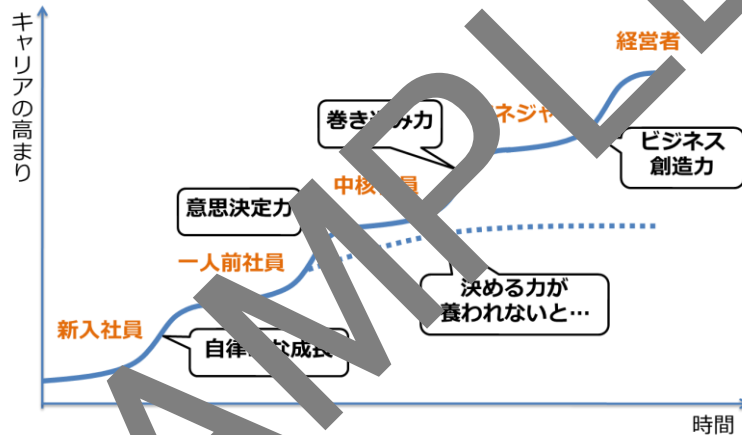 キャリアの高まり
経営者
巻き
み力
ネジャ
ビジネス
創造力
中核
員
意思決定力
一人前社員
決める力が
養われないと…
新入社員
自律
な成長
時間
SAMPLE